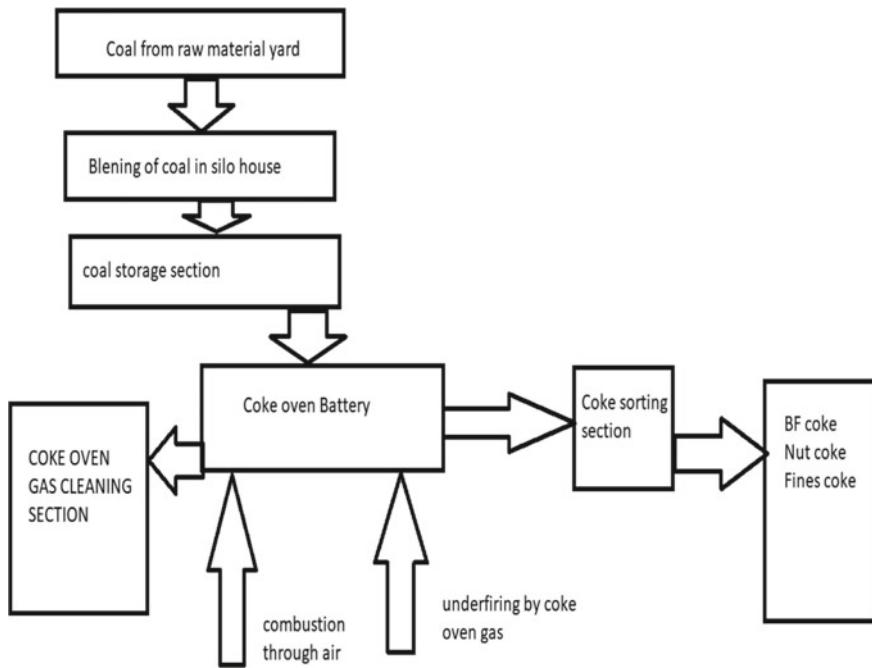 Coal from raw material yard
Blening of coal in silo house
coal storage section
Coke oven Battery
Coke sorting
section
BF coke
Nut coke
Fines coke
COKE OVEN
GAS CLEANING
SECTION
combustion
through air
underfiring by coke
oven gas